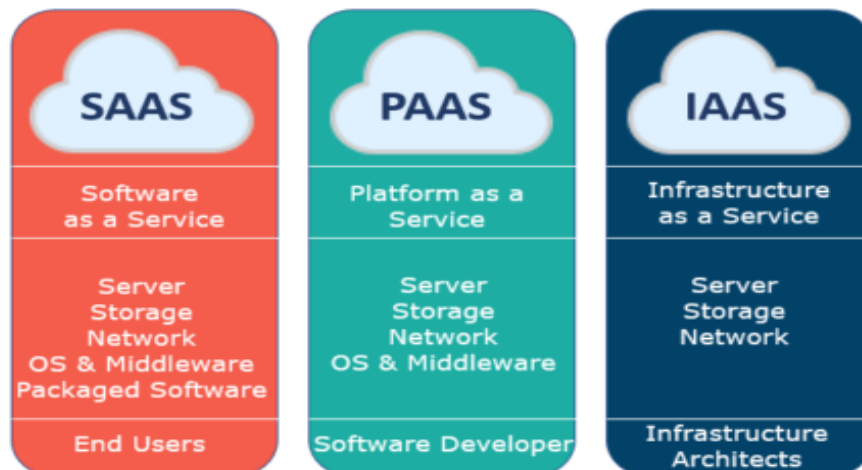 SAAS
Software
as a Service
Server
Storage
Network
OS & Middleware
Packaged Software
End Users
PAAS
Platform as a
Service
Server
Storage
Network
OS & Middleware
Software Developer
IAAS
Infrastructure
as a Service
Server
Storage
Network
Infrastructure
Architects